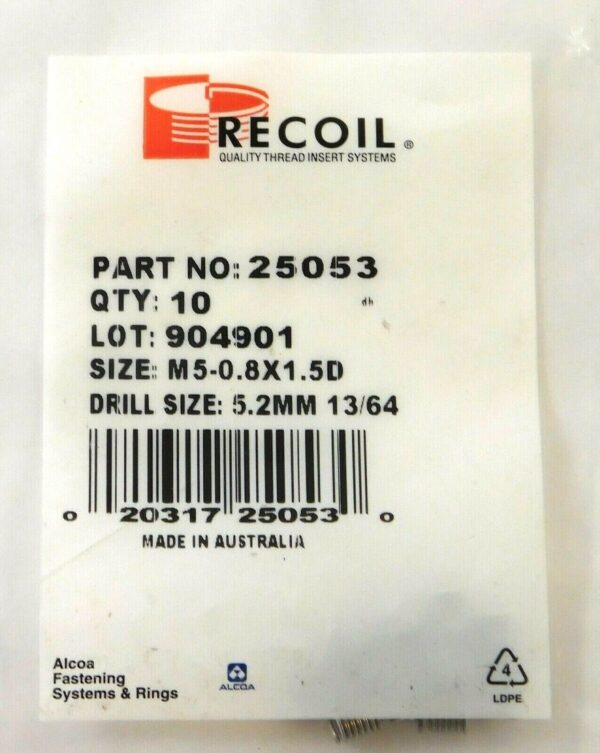 RECOIL ®
QUALITY THREAD INSERT SYSTEMS
PART NO: 25053
QTY: 10 dh
LOT: 904901
SIZE: M5-0.8X1.5D
DRILL SIZE: 5.2MM 13/64
0 20317 25053 0
MADE IN AUSTRALIA
Alcoa
Fastening
Systems & Rings
ALCOA
4
LDPE